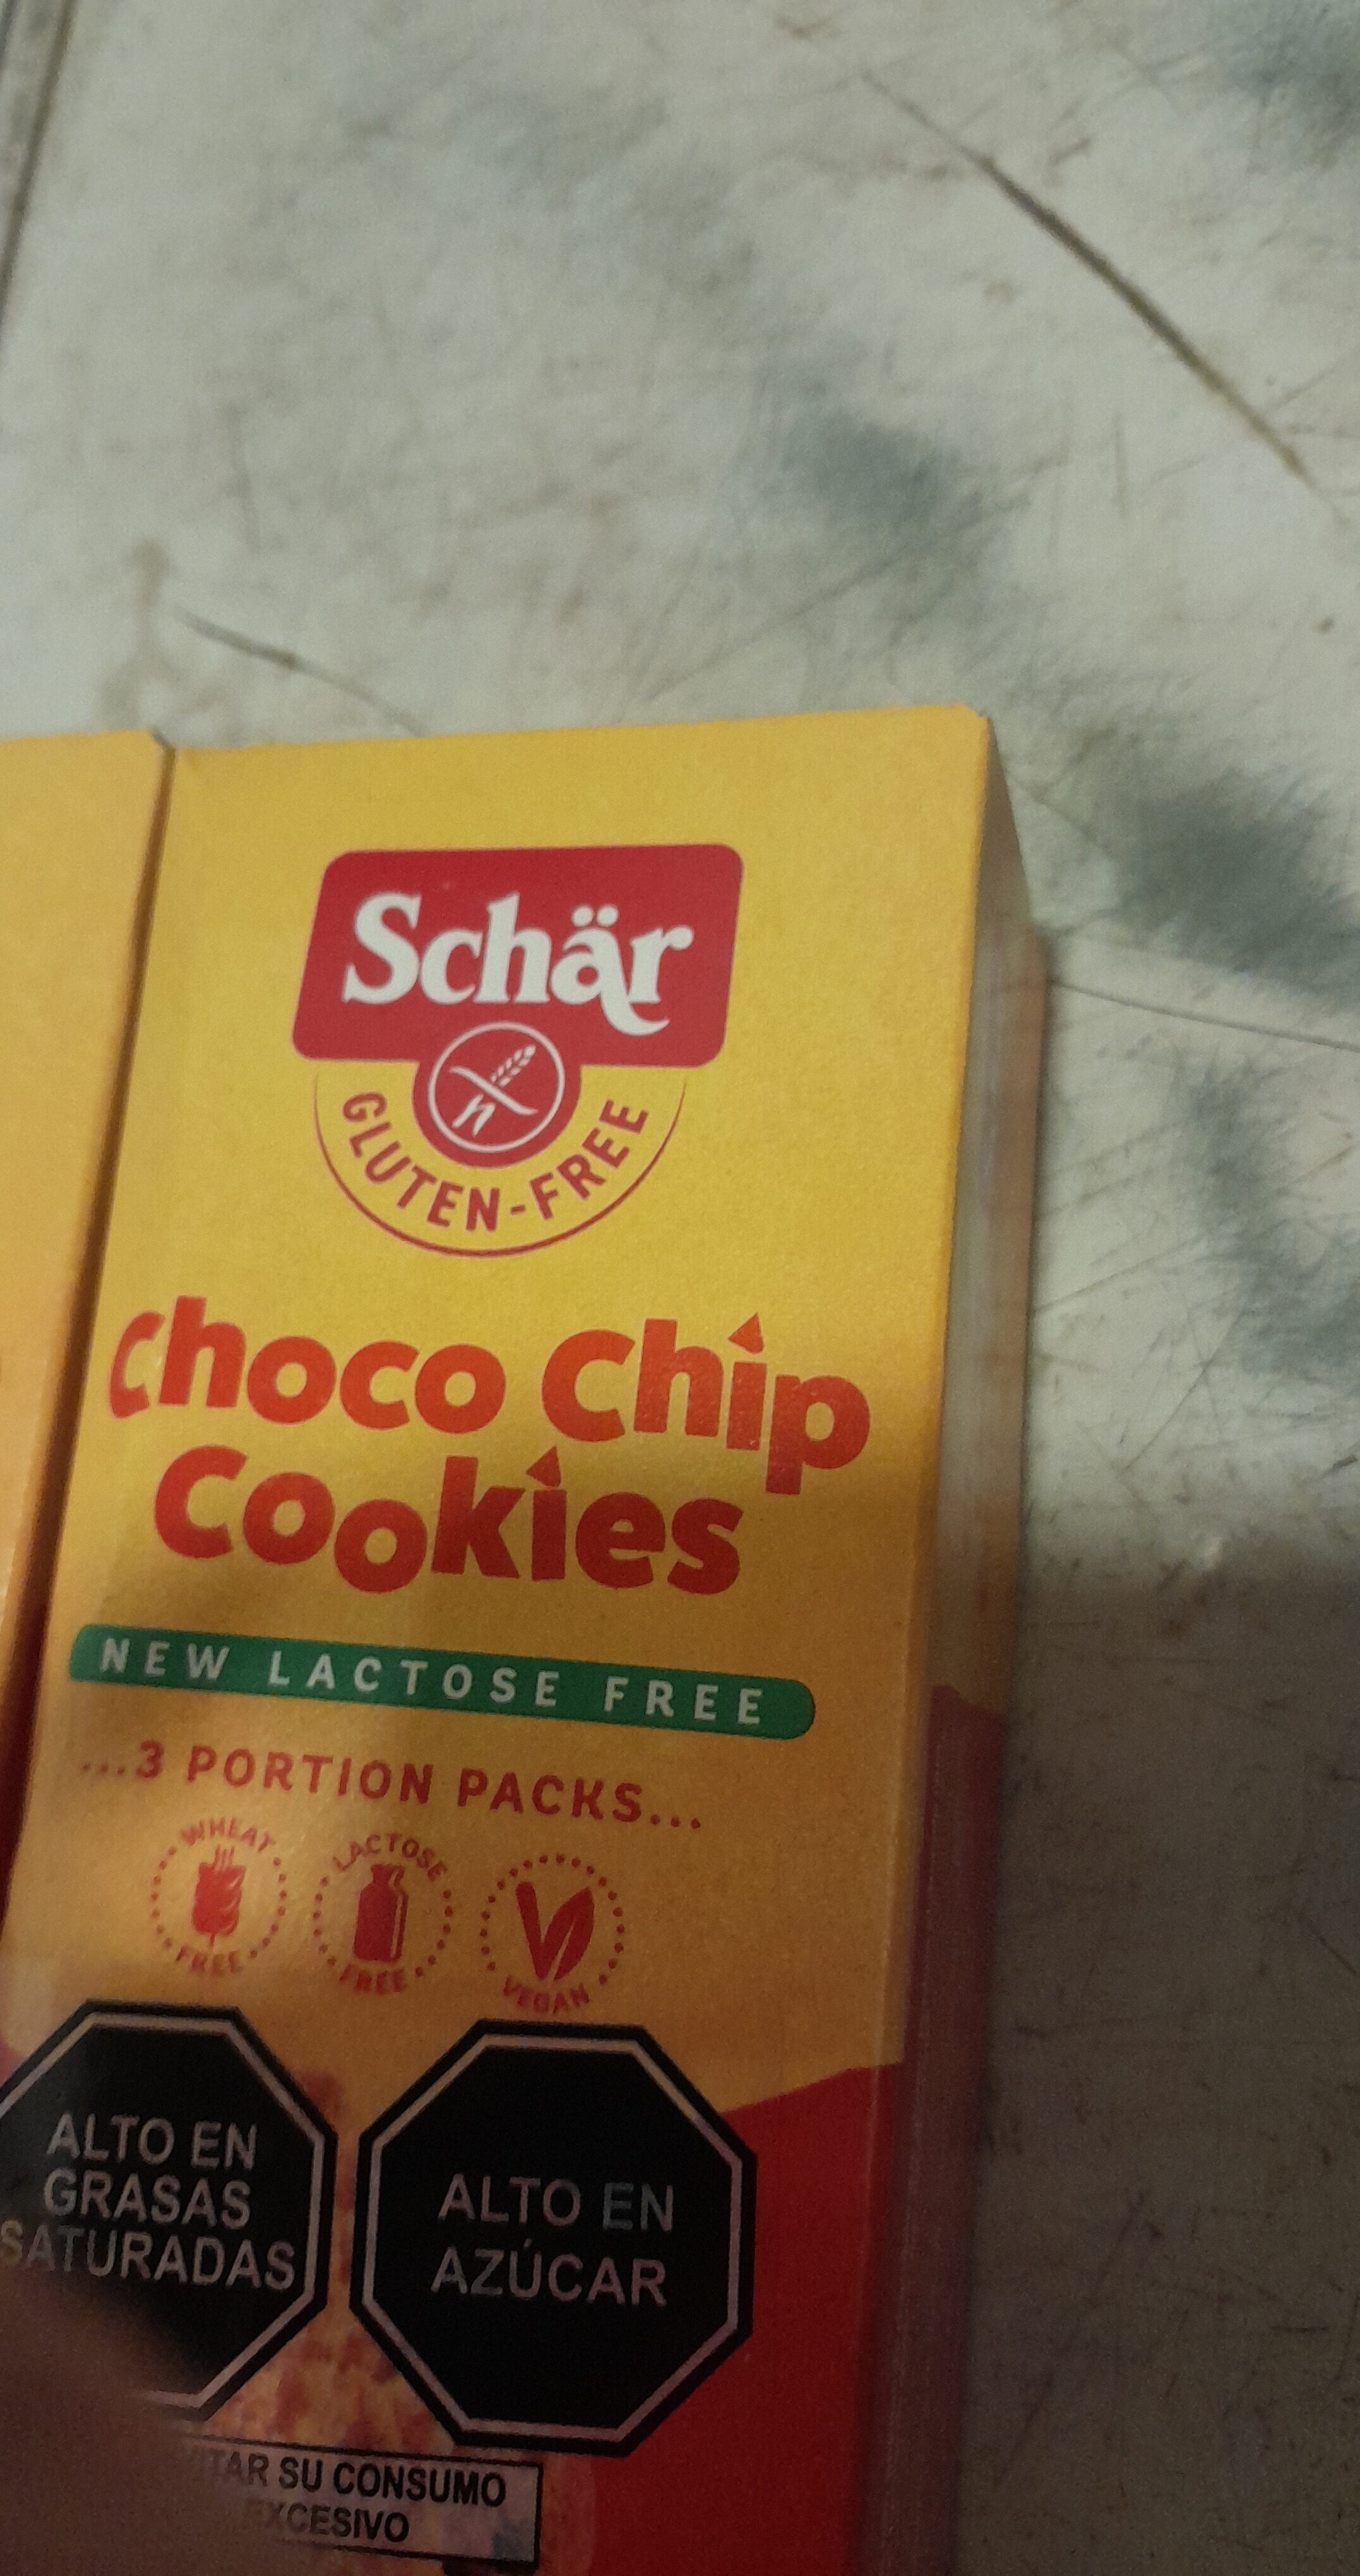 Schär
GLUTEN-FREE
Choco Chip
Cookies
NEW LACTOSE FREE
...3 PORTION PACKS...
WHEAT
FREE
LACTOSE
FREE
VEGAN
ALTO EN
GRASAS
SATURADAS
ALTO EN
AZÚCAR
SU CONSUMO
EXCESIVO